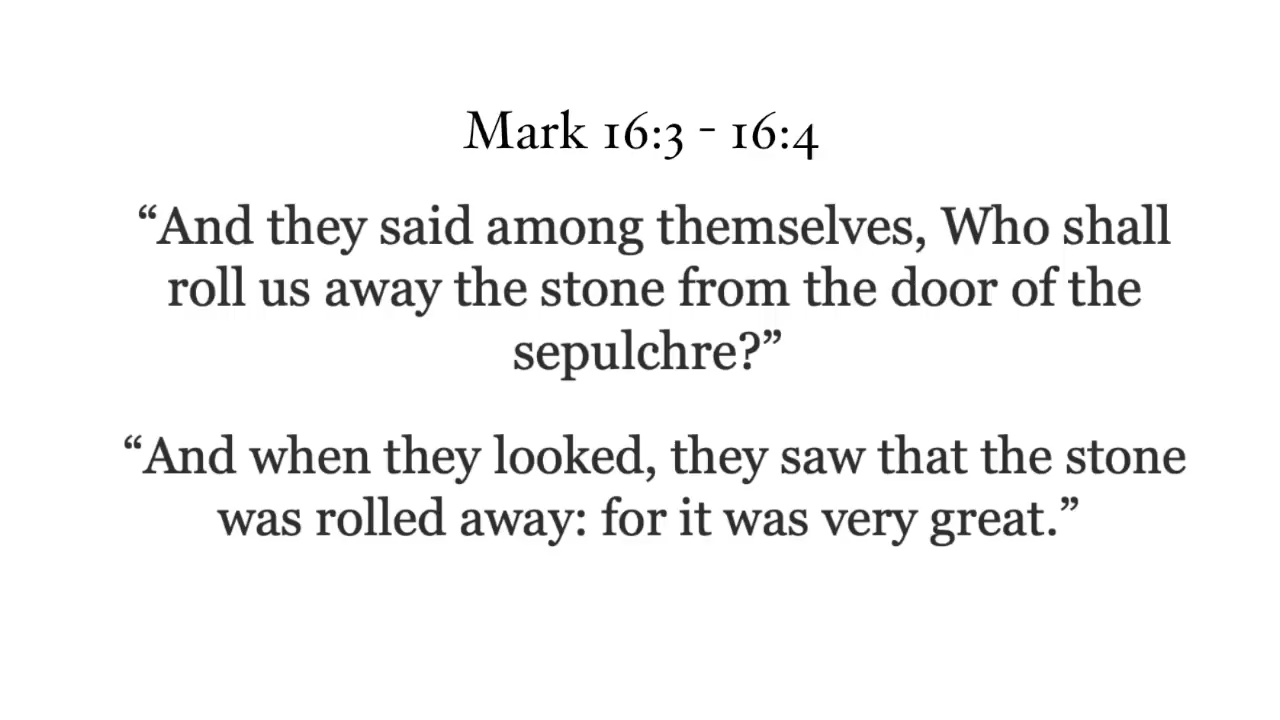 Mark 16:3 - 16:4
“And they said among themselves, Who shall
roll us away the stone from the door of the
sepulchre?”
“And when they looked, they saw that the stone
was rolled away: for it was very great.”